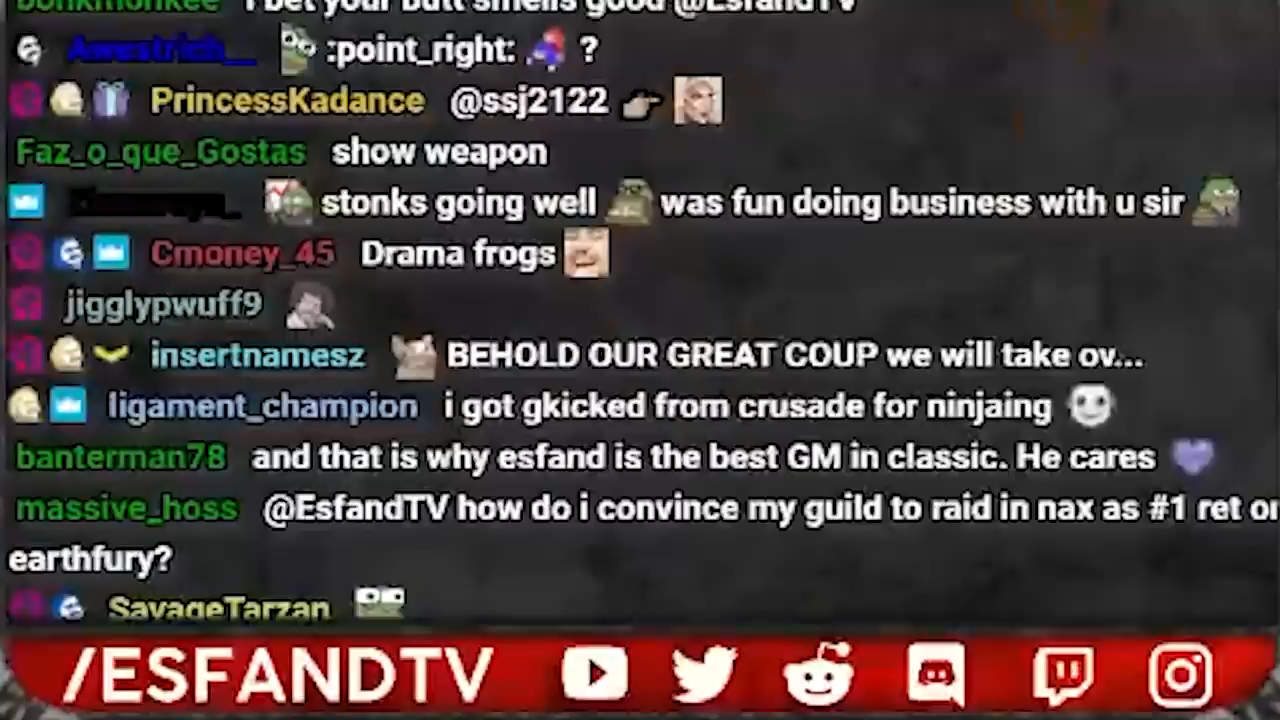 bonkmonkee i bet your butt smells good @EsfandTV
Awestrich__ :point_right: ?
PrincessKadance @ssj2122
Faz_o_que_Gostas show weapon
stonks going well was fun doing business with u sir
Cmoney_45 Drama frogs
jigglypwuff9
insertnamesz BEHOLD OUR GREAT COUP we will take ov...
ligament_champion i got gkicked from crusade for ninjaing
banterman78 and that is why esfand is the best GM in classic. He cares
massive_hoss @EsfandTV how do i convince my guild to raid in nax as #1 ret on
earthfury?
SavageTarzan
/ESFANDTV